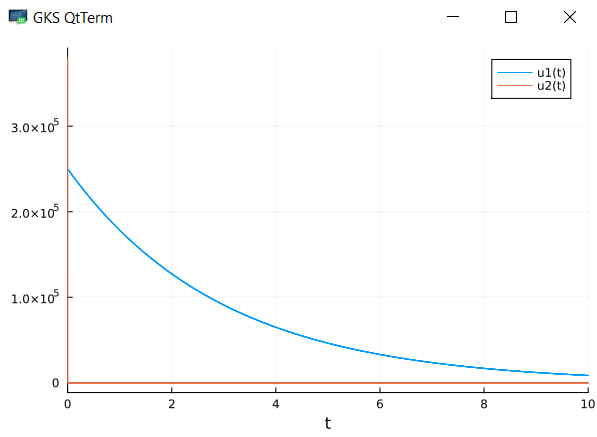 GKS QtTerm
u1(t)
u2(t)
3.0×10⁵
2.0×10⁵
1.0×10⁵
0
0 2 4 6 8 10
t